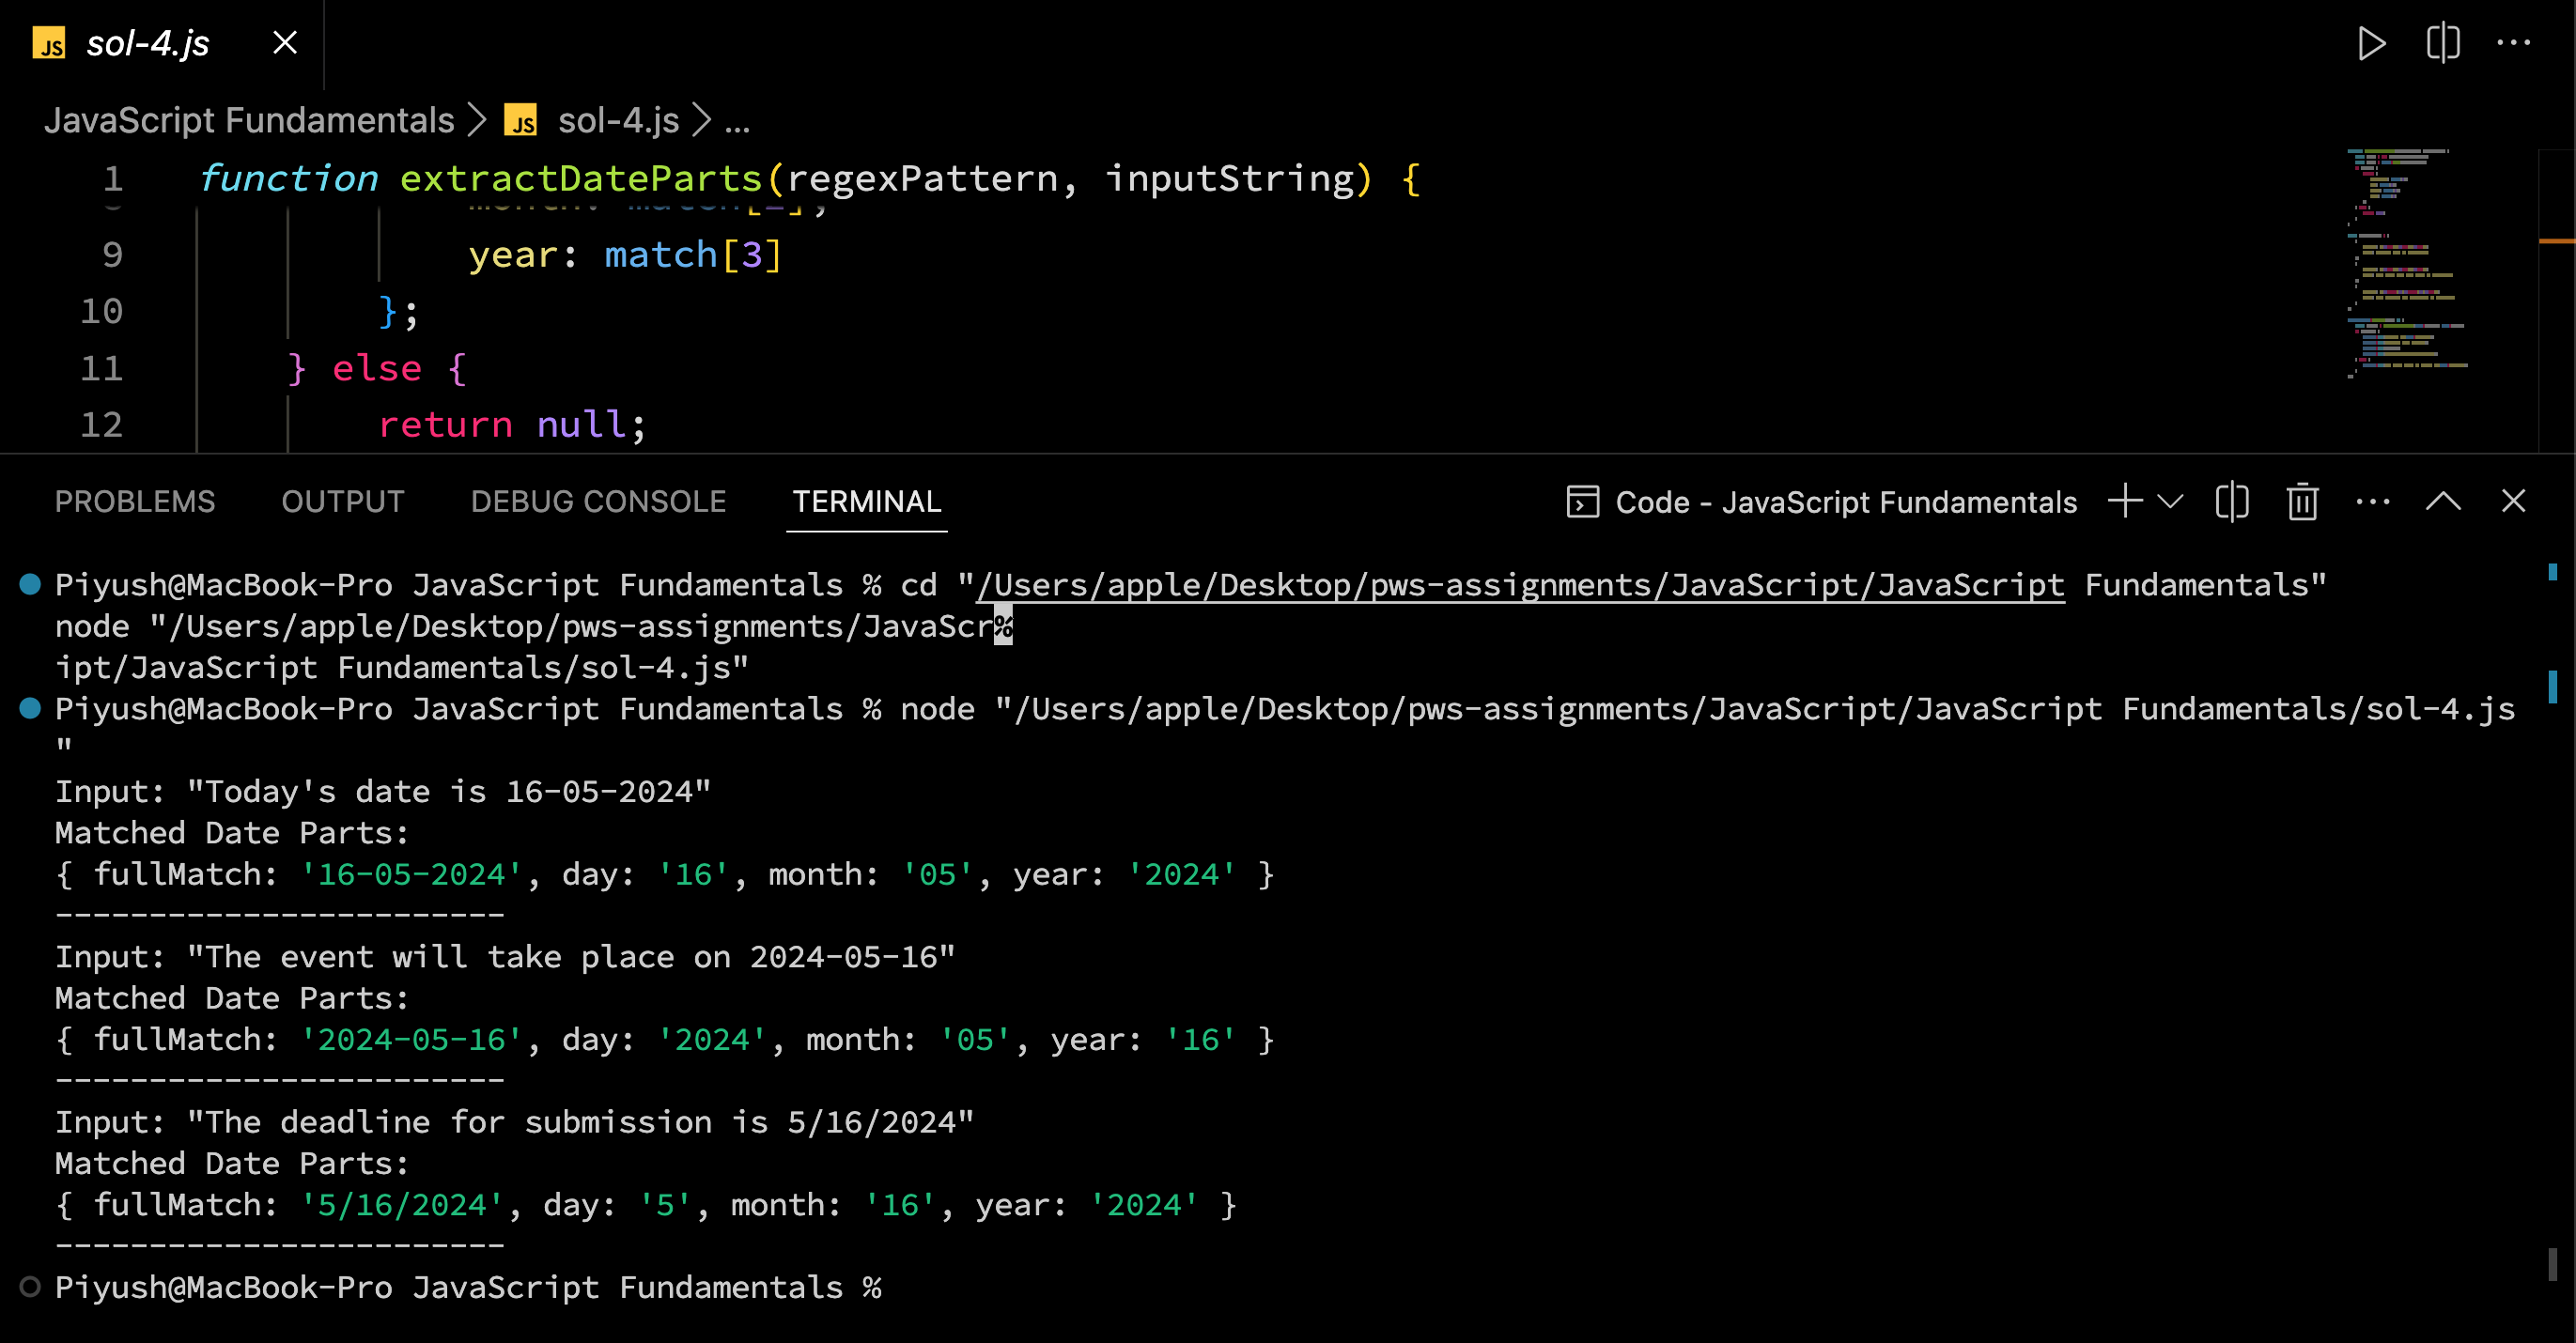 JS sol-4.js
JavaScript Fundamentals > JS sol-4.js > ...
1 function extractDateParts(regexPattern, inputString) {
9 year: match[3]
10 };
11 } else {
12 return null;
PROBLEMS OUTPUT DEBUG CONSOLE TERMINAL Code - JavaScript Fundamentals
Piyush@MacBook-Pro JavaScript Fundamentals % cd "/Users/apple/Desktop/pws-assignments/JavaScript/JavaScript Fundamentals"
node "/Users/apple/Desktop/pws-assignments/JavaScr%
ipt/JavaScript Fundamentals/sol-4.js"
Piyush@MacBook-Pro JavaScript Fundamentals % node "/Users/apple/Desktop/pws-assignments/JavaScript/JavaScript Fundamentals/sol-4.js
"
Input: "Today's date is 16-05-2024"
Matched Date Parts:
{ fullMatch: '16-05-2024', day: '16', month: '05', year: '2024' }
------------------------
Input: "The event will take place on 2024-05-16"
Matched Date Parts:
{ fullMatch: '2024-05-16', day: '2024', month: '05', year: '16' }
------------------------
Input: "The deadline for submission is 5/16/2024"
Matched Date Parts:
{ fullMatch: '5/16/2024', day: '5', month: '16', year: '2024' }
------------------------
Piyush@MacBook-Pro JavaScript Fundamentals %